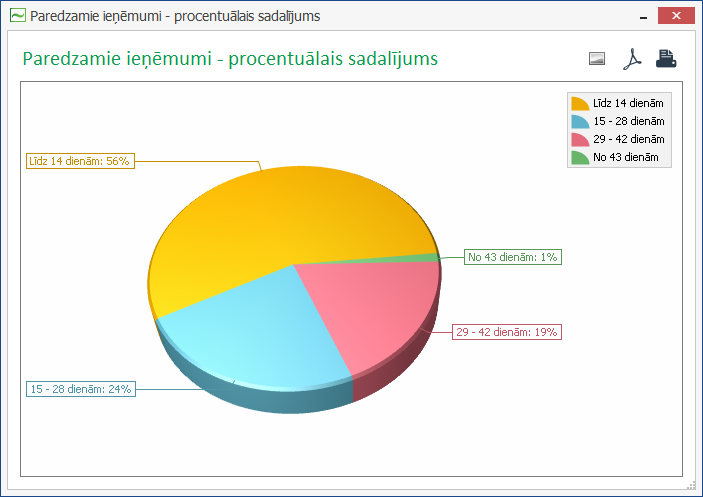 Paredzamie ieņēmumi - procentuālais sadalījums
Paredzamie ieņēmumi - procentuālais sadalījums
Līdz 14 dienām
15 - 28 dienām
29 - 42 dienām
No 43 dienām
Līdz 14 dienām: 56%
No 43 dienām: 1%
29 - 42 dienām: 19%
15 - 28 dienām: 24%